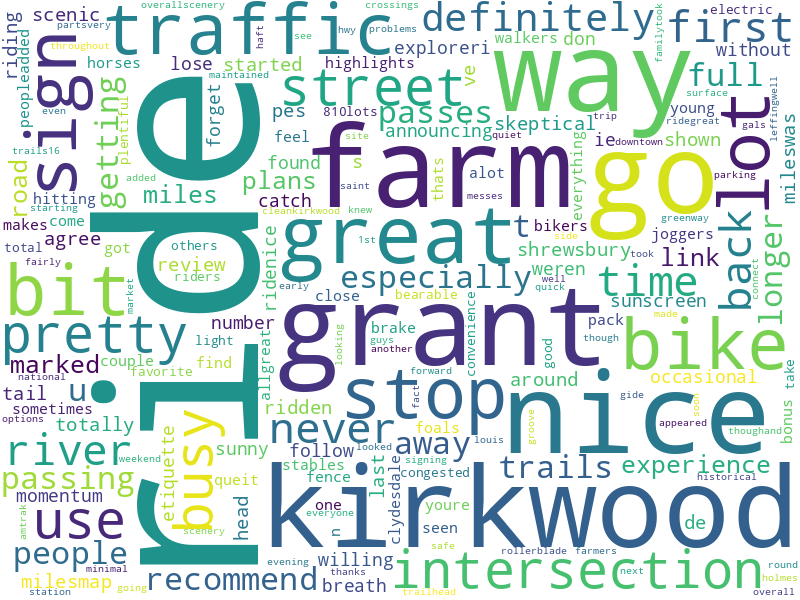 overallscenery
crossings
hwy
problems
partsvery
scenic
traffic
haft
see
definitely
first
electric
familytook
riding
throughout
lose
started
highlights
exploreri
walkers
don
without
sign
horses
maintained
street
ve
way
full
peopleadded
even
forget
pes
810lots
passes
skeptical
young
surface
trip
ridegreat
gals
leffingwell
trails16
plentiful
getting
feel
site
announcing
quiet
ie
downtown
shown
lot
ride
found
s
alot
thats
messes
farm
go
everything
parking
mileswas
road
hitting
added
miles
plans
catch
saint
bikers
greenway
starting
makes
come
cleankirkwood
knew
t
side
took
joggers
total
agree
got
others
1st
great
shrewsbury
link
back
longer
fairly
review
riders
ridenice
early
especially
well
quick
weren
time
sunscreen
connect
bit
market
number
close
bearable
convenience
pack
made
pretty
light
brake
guys
another
good
though
bike
marked
couple
favorite
find
allgreat
looking
grant
forward
around
occasional
take
tail
national
u
ridden
stop
fact
nice
gide
soon
bonus
options
sometimes
totally
busy
sunny
never
foals
groove
appeared
thoughand
river
weekend
etiquette
follow
away
looked
louis
trails
experience
passing
queit
stables
last
congested
signing
historical
momentum
head
fence
clydesdale
youre
kirkwood
amtrak
use
scenery
one
everyone
n
seen
de
people
minimal
evening
willing
safe
rollerblade
farmers
round
milesmap
recommend
thanks
breath
intersection
next
holmes
station
going
trailhead
overall